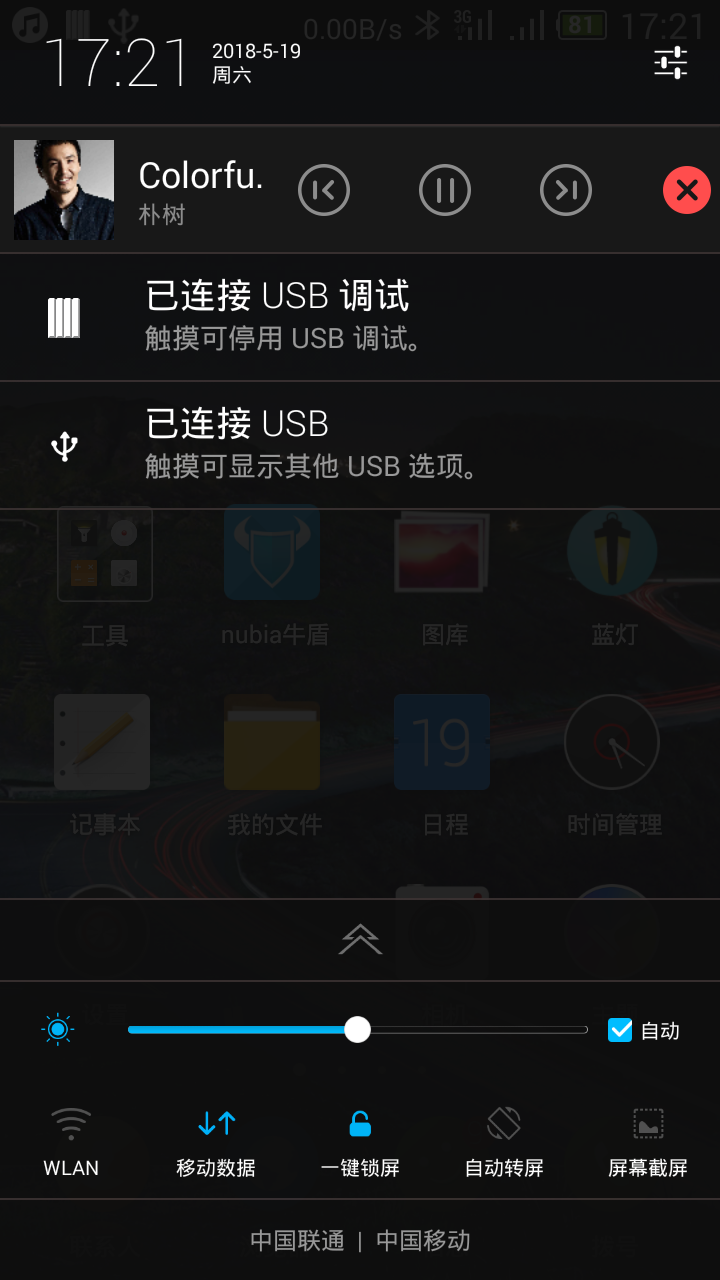 0.00B/s 3G 81 17:21
17:21 2018-5-19
周六
Colorfu.
朴树
已连接 USB 调试
触摸可停用 USB 调试。
已连接 USB
触摸可显示其他 USB 选项。
工具 nubia牛盾 图库 蓝灯
19
记事本 我的文件 日程 时间管理
自动
WLAN 移动数据 一键锁屏 自动转屏 屏幕截屏
中国联通 | 中国移动